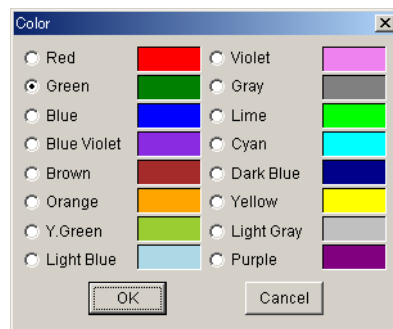 Color
Red Violet
Green Gray
Blue Lime
Blue Violet Cyan
Brown Dark Blue
Orange Yellow
Y.Green Light Gray
Light Blue Purple
OK Cancel